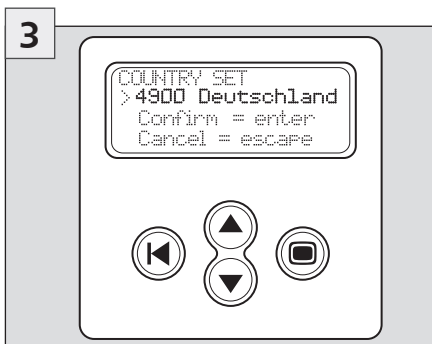 3
COUNTRY SET
>4900 Deutschland
Confirm = enter
Cancel = escape